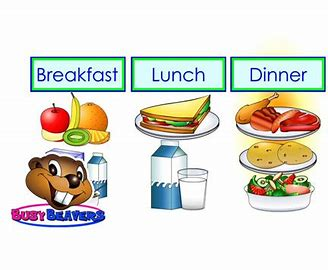 Breakfast
Lunch
Dinner
BUSY BEAVERS